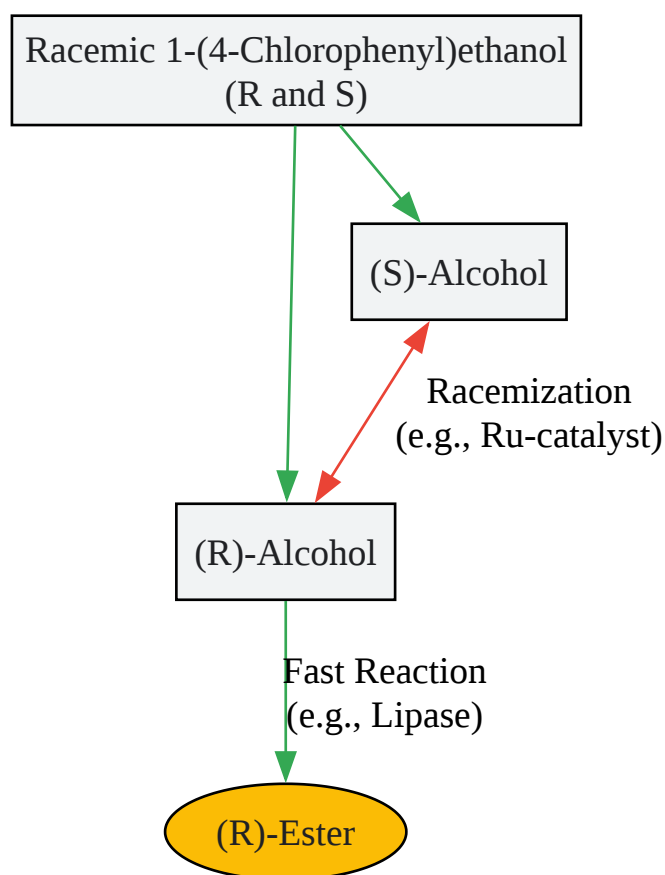 Racemic 1-(4-Chlorophenyl)ethanol
(R and S)
(S)-Alcohol
Racemization
(e.g., Ru-catalyst)
(R)-Alcohol
Fast Reaction
(e.g., Lipase)
(R)-Ester